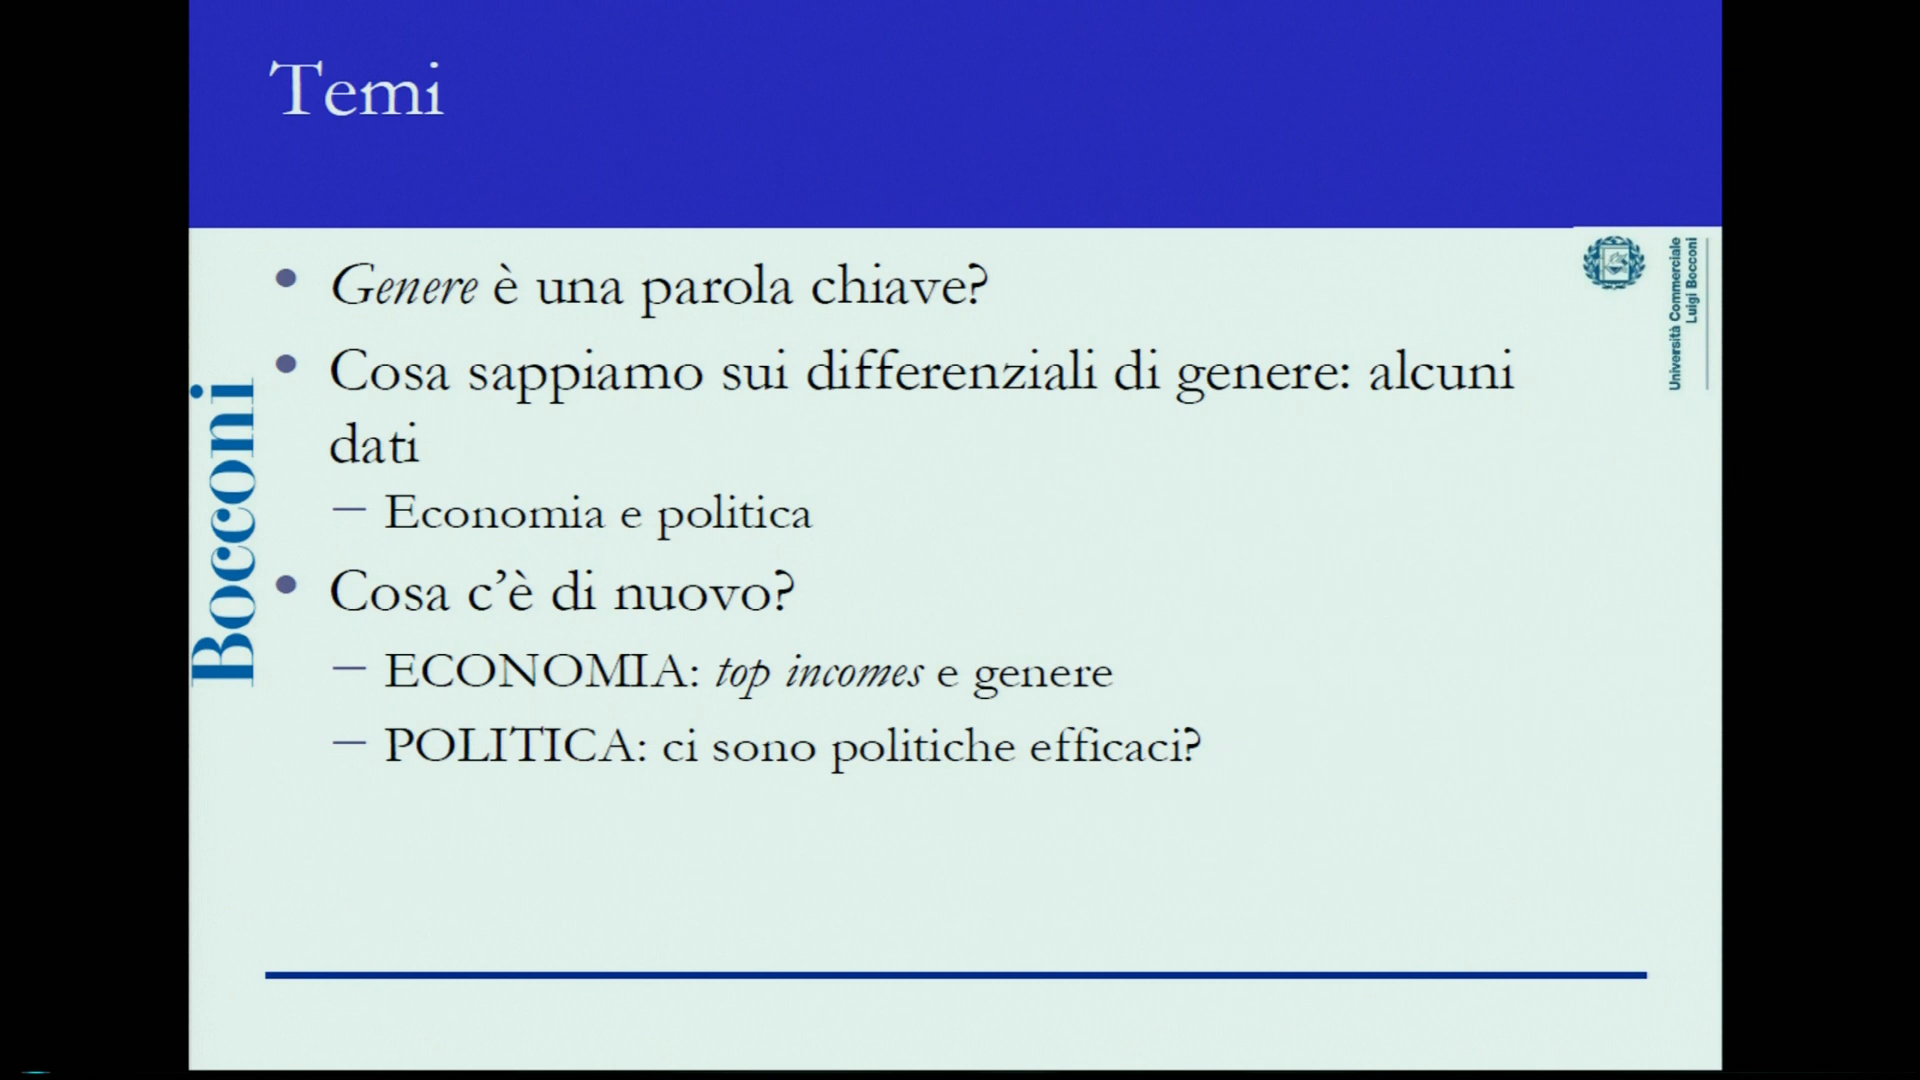 Temi
Genere è una parola chiave?
Cosa sappiamo sui differenziali di genere: alcuni
dati
– Economia e politica
Cosa c’è di nuovo?
– ECONOMIA: top incomes e genere
– POLITICA: ci sono politiche efficaci?
Bocconi
Università Commerciale
Luigi Bocconi